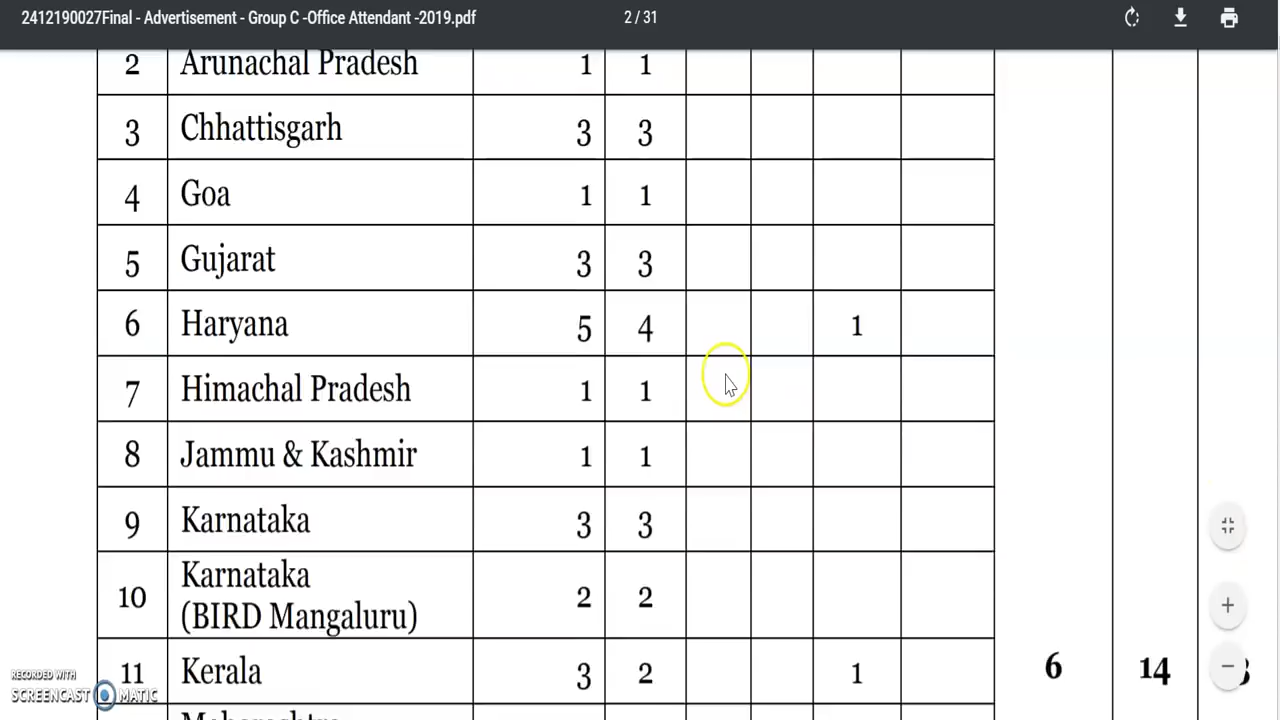 2412190027Final - Advertisement - Group C -Office Attendant -2019.pdf 2 / 31
2 Arunachal Pradesh 1 1
3 Chhattisgarh 3 3
4 Goa 1 1
5 Gujarat 3 3
6 Haryana 5 4 1
7 Himachal Pradesh 1 1
8 Jammu & Kashmir 1 1
9 Karnataka 3 3
10 Karnataka
(BIRD Mangaluru) 2 2
11 Kerala 3 2 1 6 14
RECORDED WITH
SCREENCAST MATIC